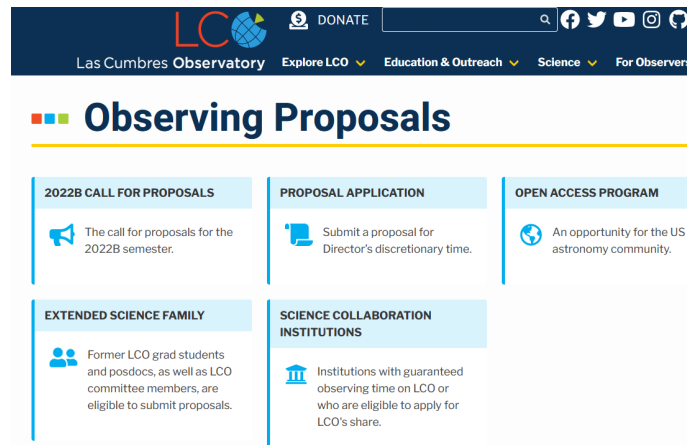 LCO
DONATE
Las Cumbres Observatory
Explore LCO
Education & Outreach
Science
For Observers
Observing Proposals
2022B CALL FOR PROPOSALS
The call for proposals for the
2022B semester.
PROPOSAL APPLICATION
Submit a proposal for
Director's discretionary time.
OPEN ACCESS PROGRAM
An opportunity for the US
astronomy community.
EXTENDED SCIENCE FAMILY
Former LCO grad students
and posdocs, as well as LCO
committee members, are
eligible to submit proposals.
SCIENCE COLLABORATION
INSTITUTIONS
Institutions with guaranteed
observing time on LCO or
who are eligible to apply for
LCO's share.